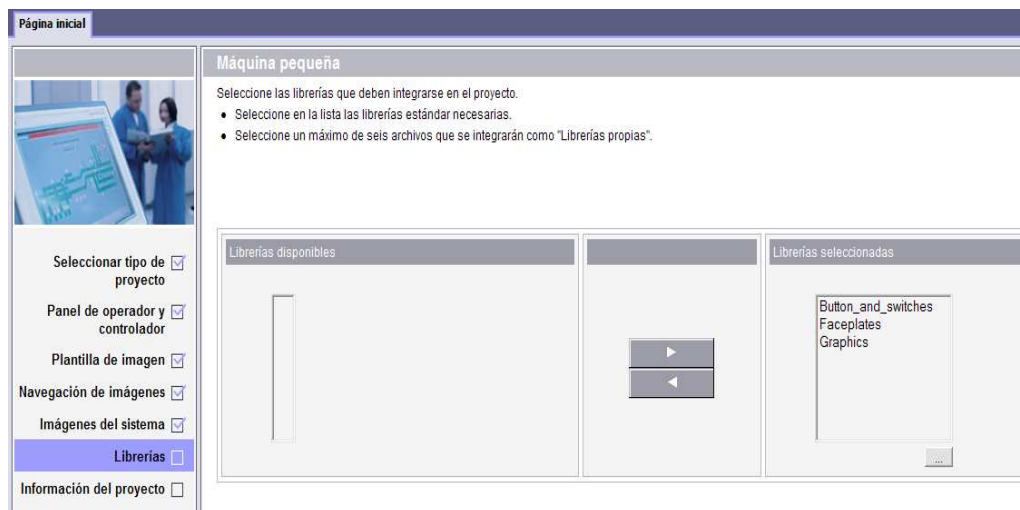 Página inicial
Máquina pequeña
Seleccione las librerías que deben integrarse en el proyecto.
• Seleccione en la lista las librerías estándar necesarias.
• Seleccione un máximo de seis archivos que se integrarán como "Librerías propias".
Seleccionar tipo de
proyecto
Panel de operador y
controlador
Plantilla de imagen
Navegación de imágenes
Imágenes del sistema
Librerías
Información del proyecto
Librerías disponibles
Librerías seleccionadas
Button_and_switches
Faceplates
Graphics
...